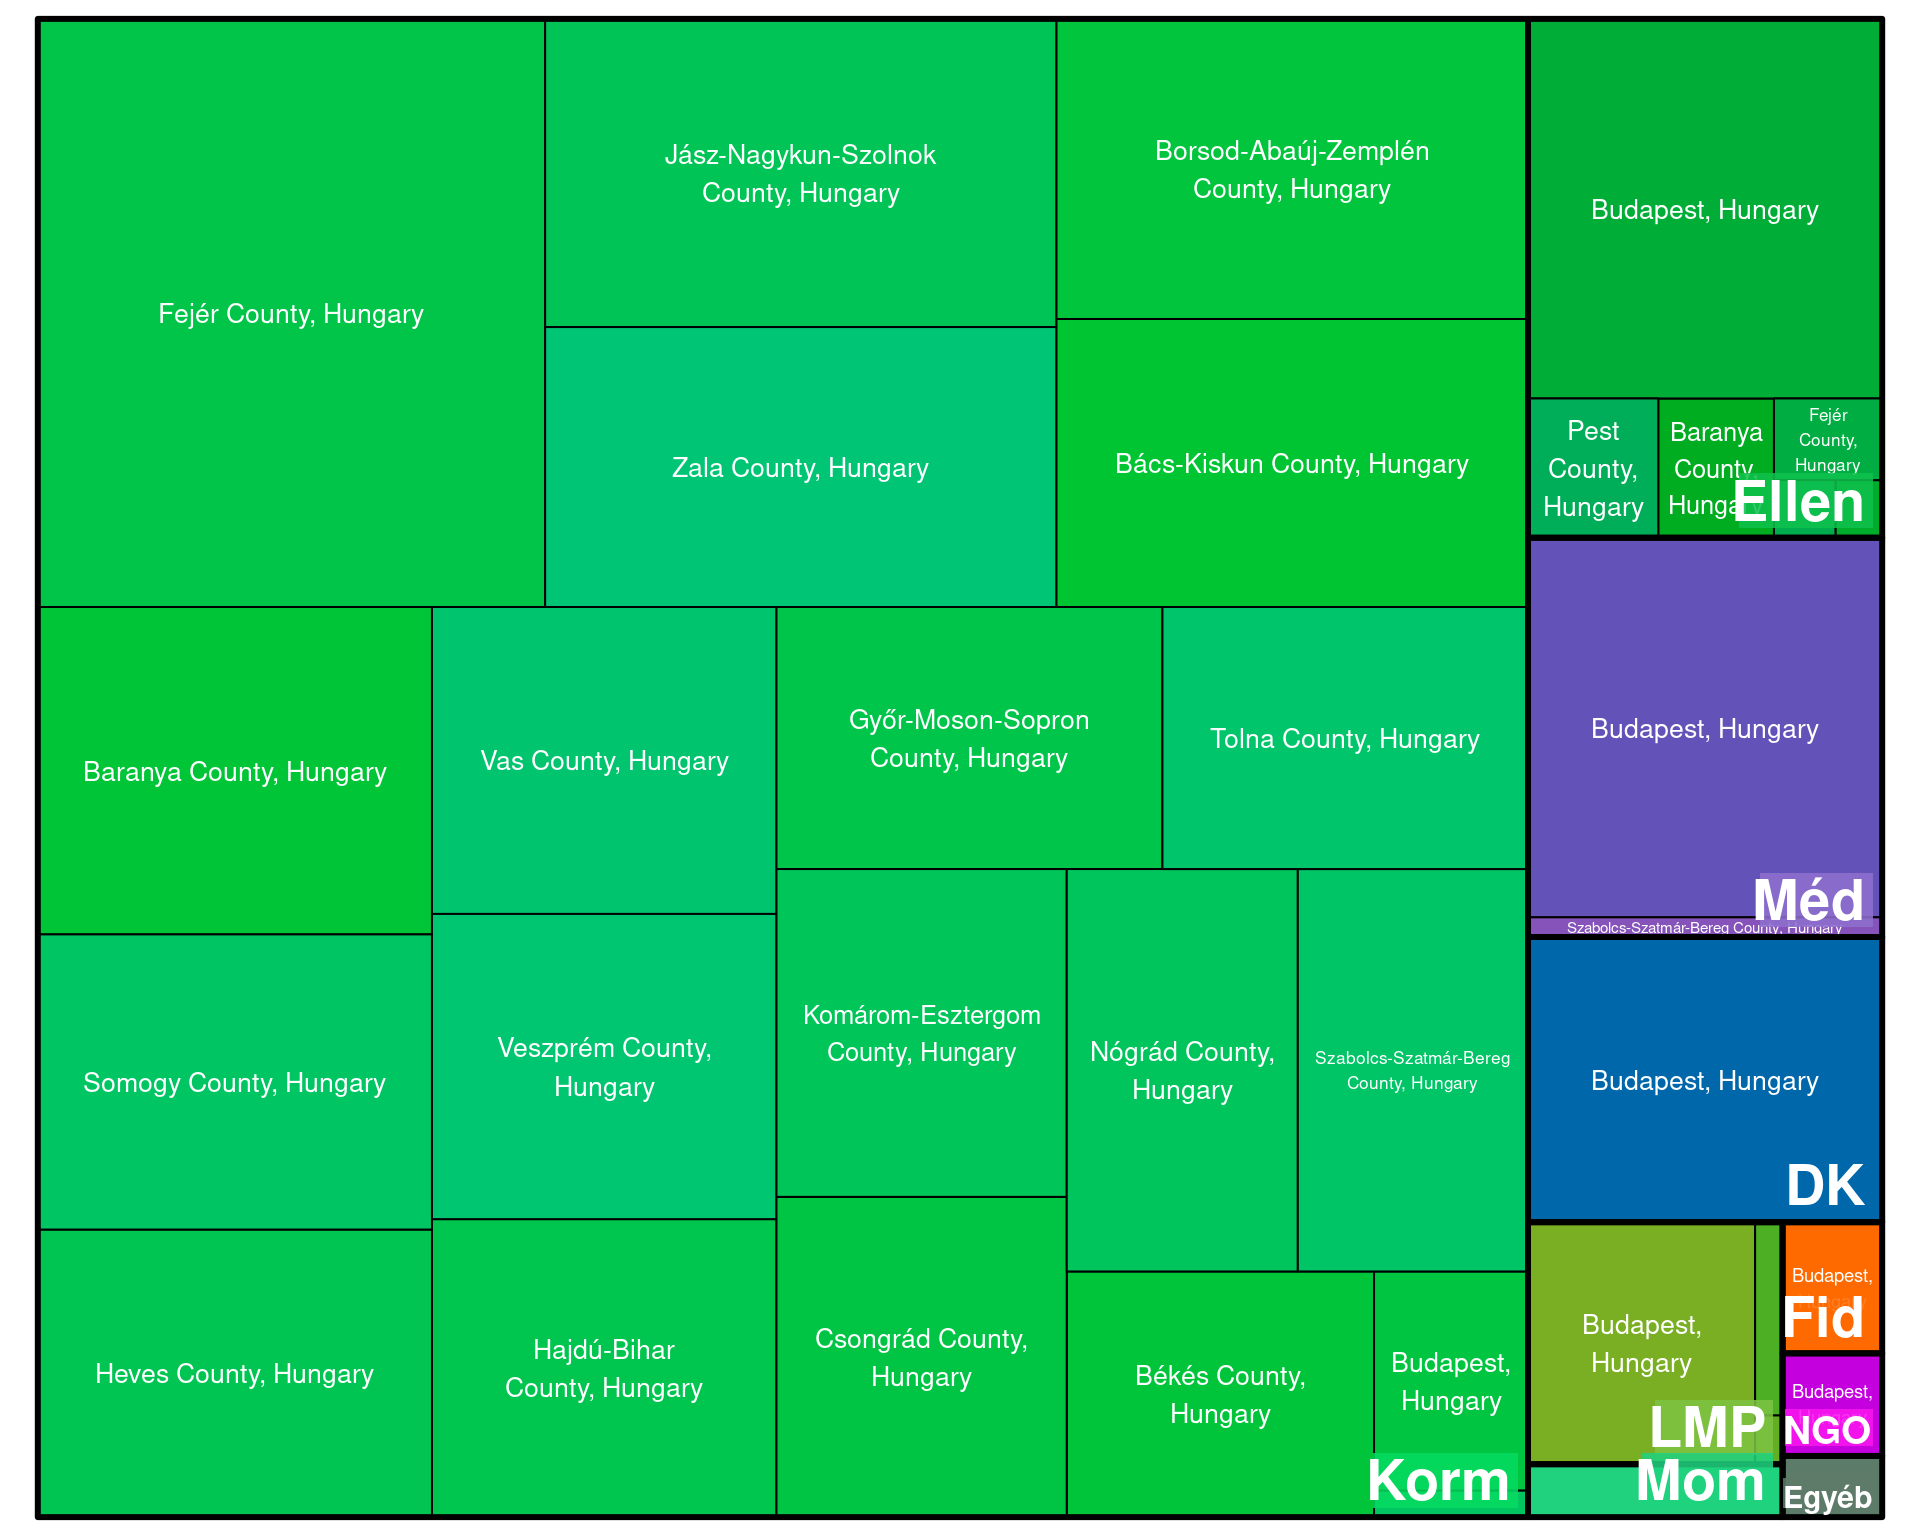 Fejér County, Hungary
Jász-Nagykun-Szolnok
County, Hungary
Borsod-Abaúj-Zemplén
County, Hungary
Zala County, Hungary
Bács-Kiskun County, Hungary
Baranya County, Hungary
Vas County, Hungary
Győr-Moson-Sopron
County, Hungary
Tolna County, Hungary
Somogy County, Hungary
Veszprém County,
Hungary
Komárom-Esztergom
County, Hungary
Nógrád County,
Hungary
Szabolcs-Szatmár-Bereg
County, Hungary
Heves County, Hungary
Hajdú-Bihar
County, Hungary
Csongrád County,
Hungary
Békés County,
Hungary
Budapest,
Hungary
Korm
Budapest, Hungary
Pest
County,
Hungary
Baranya
County,
Hungary
Fejér
County,
Hungary
Ellen
Budapest, Hungary
Méd
Szabolcs-Szatmár-Bereg County, Hungary
Budapest, Hungary
DK
Budapest,
Hungary
LMP
Mom
Budapest,
Fid
Budapest,
NGO
Egyéb